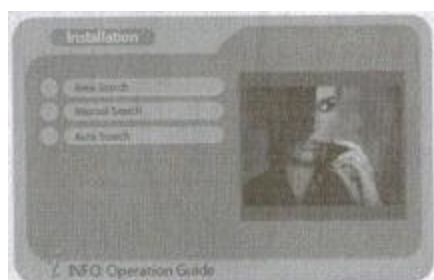 Installation
Area Search
Manual Search
Auto Search
INFO: Operation Guide